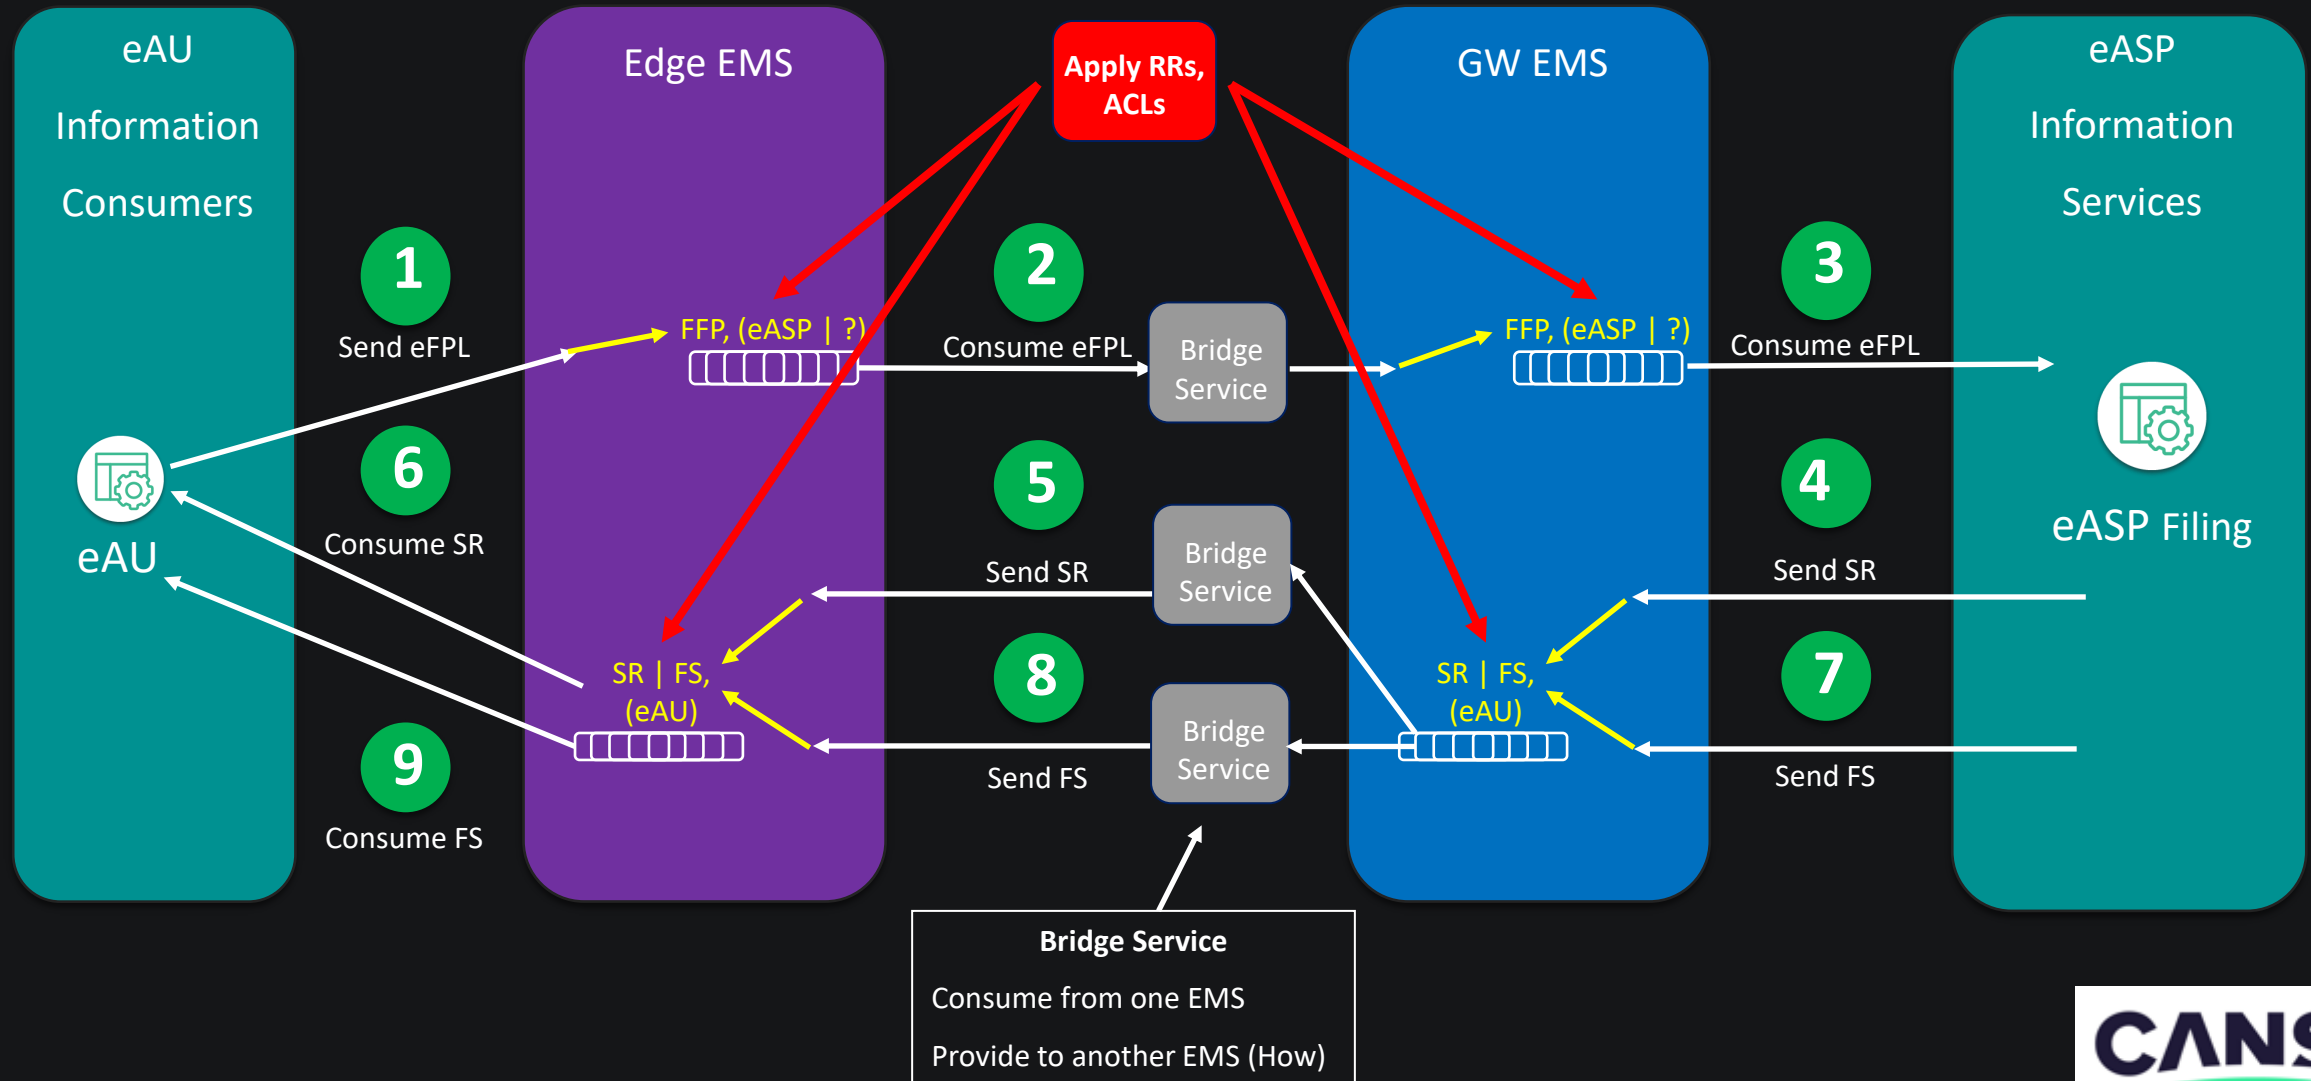 eAU
Information
Consumers
Edge EMS
Apply RRs,
ACLs
GW EMS
eASP
Information
Services
1
Send eFPL
2
Consume eFPL
3
Consume eFPL
FFP, (eASP | ?)
Bridge
Service
FFP, (eASP | ?)
6
Consume SR
5
Send SR
4
Send SR
eAU
Bridge
Service
eASP Filing
SR | FS,
(eAU)
8
Send FS
Bridge
Service
SR | FS,
(eAU)
7
Send FS
9
Consume FS
Bridge Service
Consume from one EMS
Provide to another EMS (How)